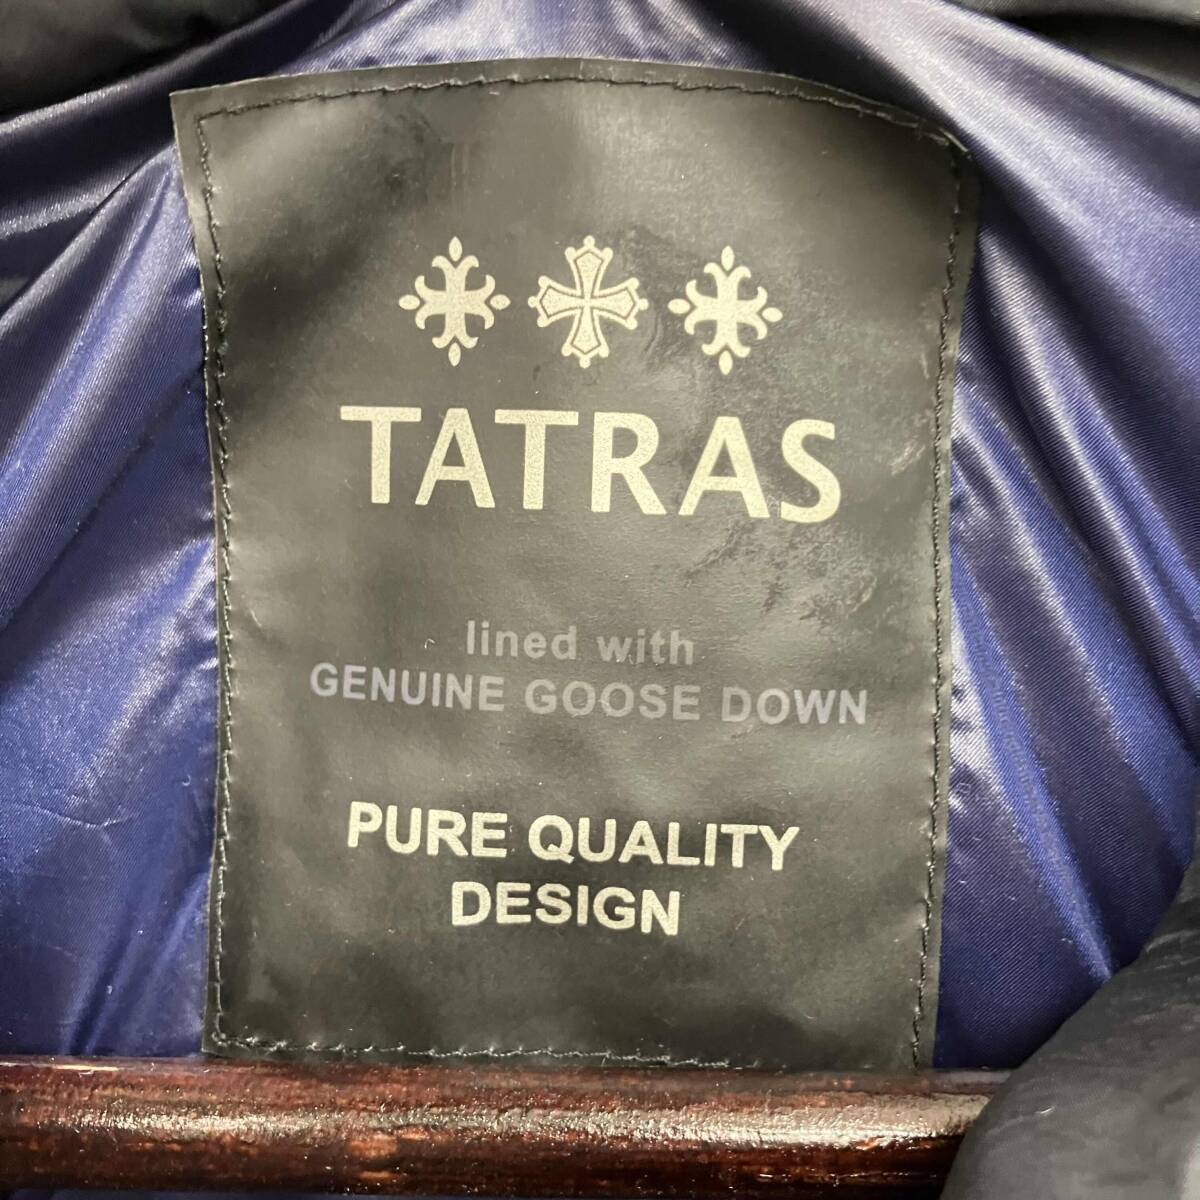 TATRAS
lined with
GENUINE GOOSE DOWN
PURE QUALITY
DESIGN